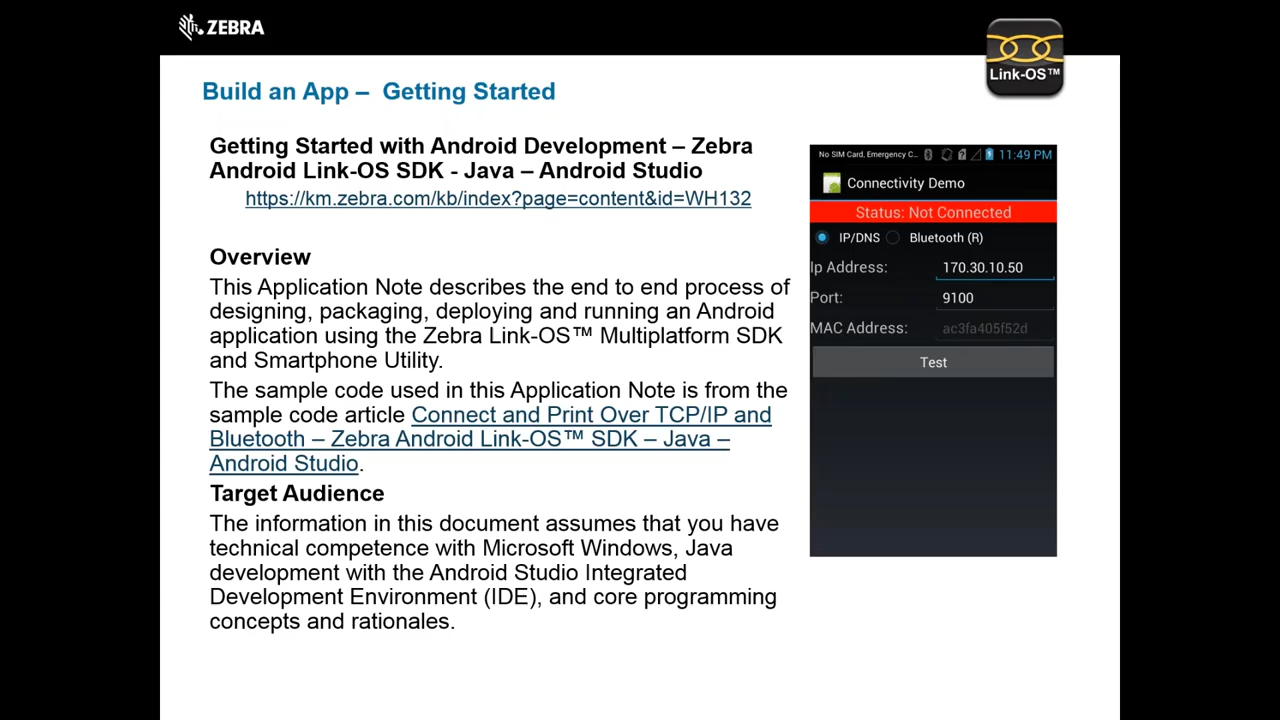 ZEBRA
Link-OS™
Build an App – Getting Started
Getting Started with Android Development – Zebra
Android Link-OS SDK - Java – Android Studio
https://km.zebra.com/kb/index?page=content&id=WH132
Overview
This Application Note describes the end to end process of
designing, packaging, deploying and running an Android
application using the Zebra Link-OS™ Multiplatform SDK
and Smartphone Utility.
The sample code used in this Application Note is from the
sample code article Connect and Print Over TCP/IP and
Bluetooth – Zebra Android Link-OS™ SDK – Java –
Android Studio.
Target Audience
The information in this document assumes that you have
technical competence with Microsoft Windows, Java
development with the Android Studio Integrated
Development Environment (IDE), and core programming
concepts and rationales.
No SIM Card, Emergency C... 11:49 PM
Connectivity Demo
Status: Not Connected
IP/DNS Bluetooth (R)
Ip Address: 170.30.10.50
Port: 9100
MAC Address: ac3fa405f52d
Test